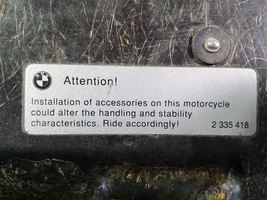 Attention!
Installation of accessories on this motorcycle
could alter the handling and stability
characteristics. Ride accordingly! 2 335 418